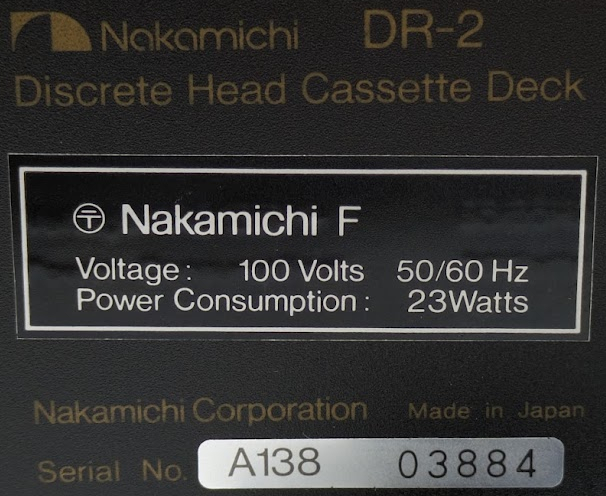 Nakamichi DR-2
Discrete Head Cassette Deck
〶 Nakamichi F
Voltage: 100 Volts 50/60 Hz
Power Consumption: 23Watts
Nakamichi Corporation Made in Japan
Serial No. A138 03884